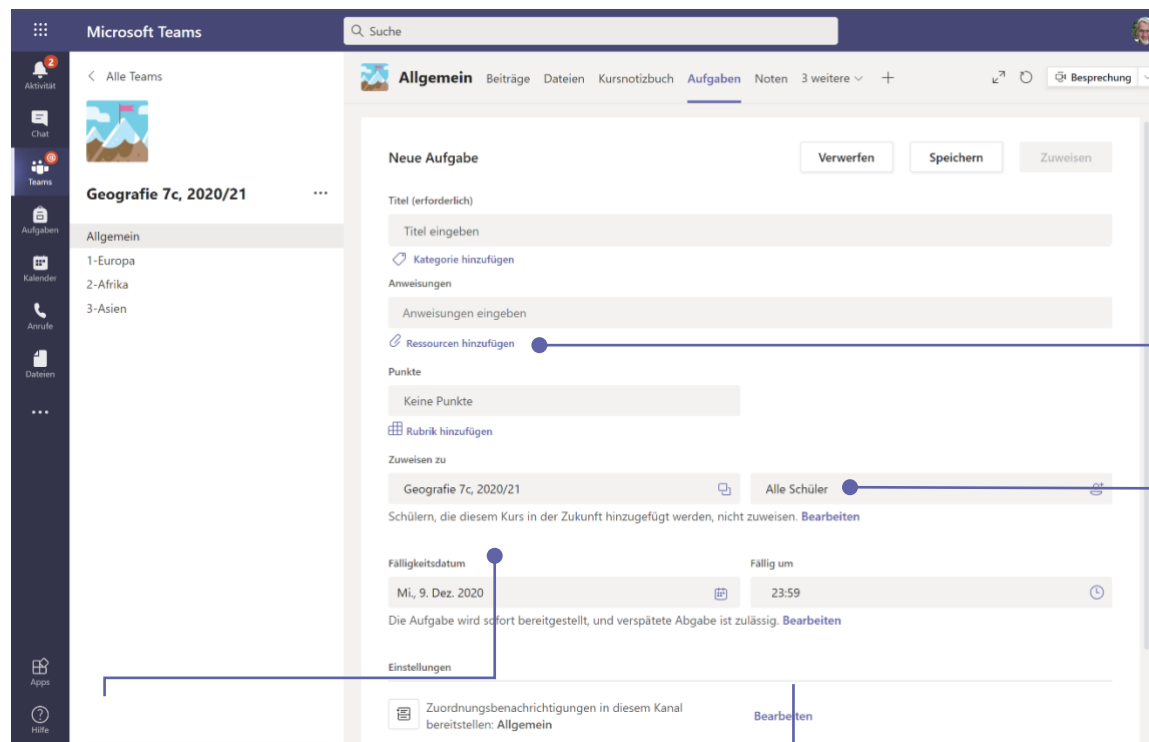 Microsoft Teams
Suche
2
Aktivität
Chat
@
Teams
Aufgaben
Kalender
Anrufe
Dateien
Apps
Hilfe
Alle Teams
Geografie 7c, 2020/21
Allgemein
1-Europa
2-Afrika
3-Asien
Allgemein Beiträge Dateien Kursnotizbuch Aufgaben Noten 3 weitere
Besprechung
Neue Aufgabe
Verwerfen Speichern Zuweisen
Titel (erforderlich)
Titel eingeben
Kategorie hinzufügen
Anweisungen
Anweisungen eingeben
Ressourcen hinzufügen
Punkte
Keine Punkte
Rubrik hinzufügen
Zuweisen zu
Geografie 7c, 2020/21 Alle Schüler
Schülern, die diesem Kurs in der Zukunft hinzugefügt werden, nicht zuweisen. Bearbeiten
Fälligkeitsdatum Fällig um
Mi., 9. Dez. 2020 23:59
Die Aufgabe wird sofort bereitgestellt, und verspätete Abgabe ist zulässig. Bearbeiten
Einstellungen
Zuordnungsbenachrichtigungen in diesem Kanal
bereitstellen: Allgemein
Bearbeiten